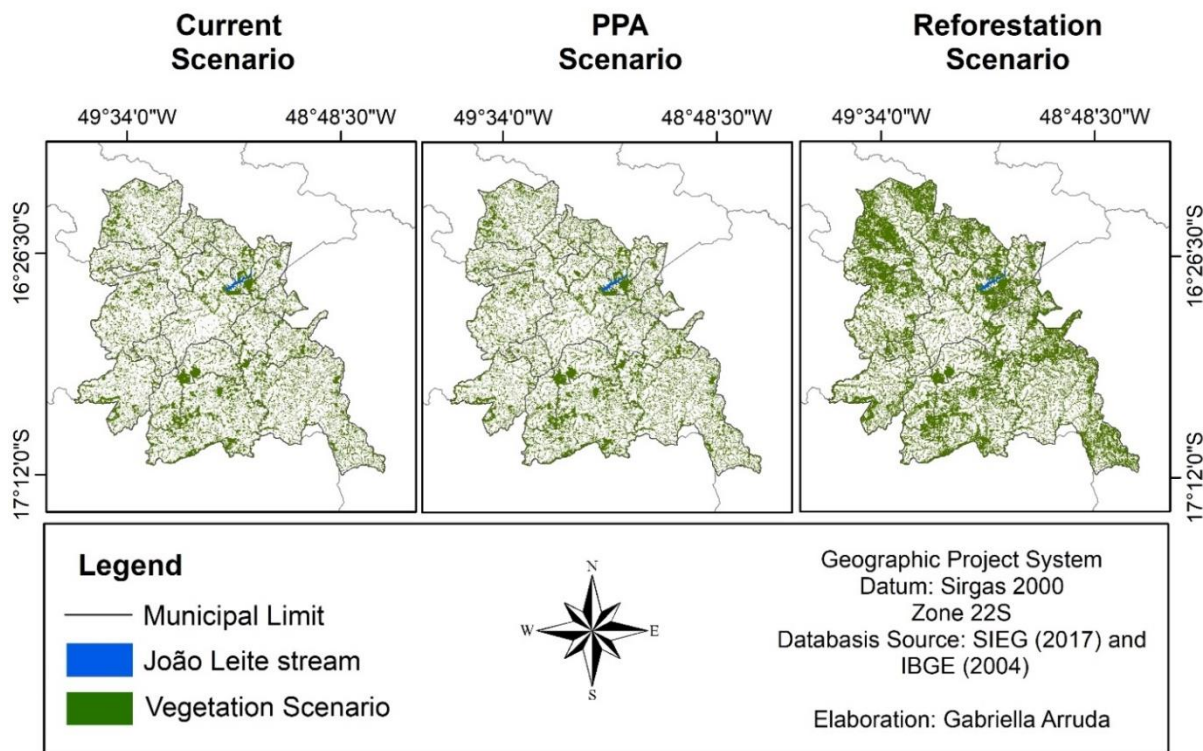 Current
Scenario
PPA
Scenario
Reforestation
Scenario
49°34'0"W
48°48'30"W
49°34'0"W
48°48'30"W
49°34'0"W
48°48'30"W
16°26'30"S
17°12'0"S
16°26'30"S
17°12'0"S
Legend
Municipal Limit
João Leite stream
Vegetation Scenario
N
W
E
S
Geographic Project System
Datum: Sirgas 2000
Zone 22S
Databasis Source: SIEG (2017) and
IBGE (2004)
Elaboration: Gabriella Arruda